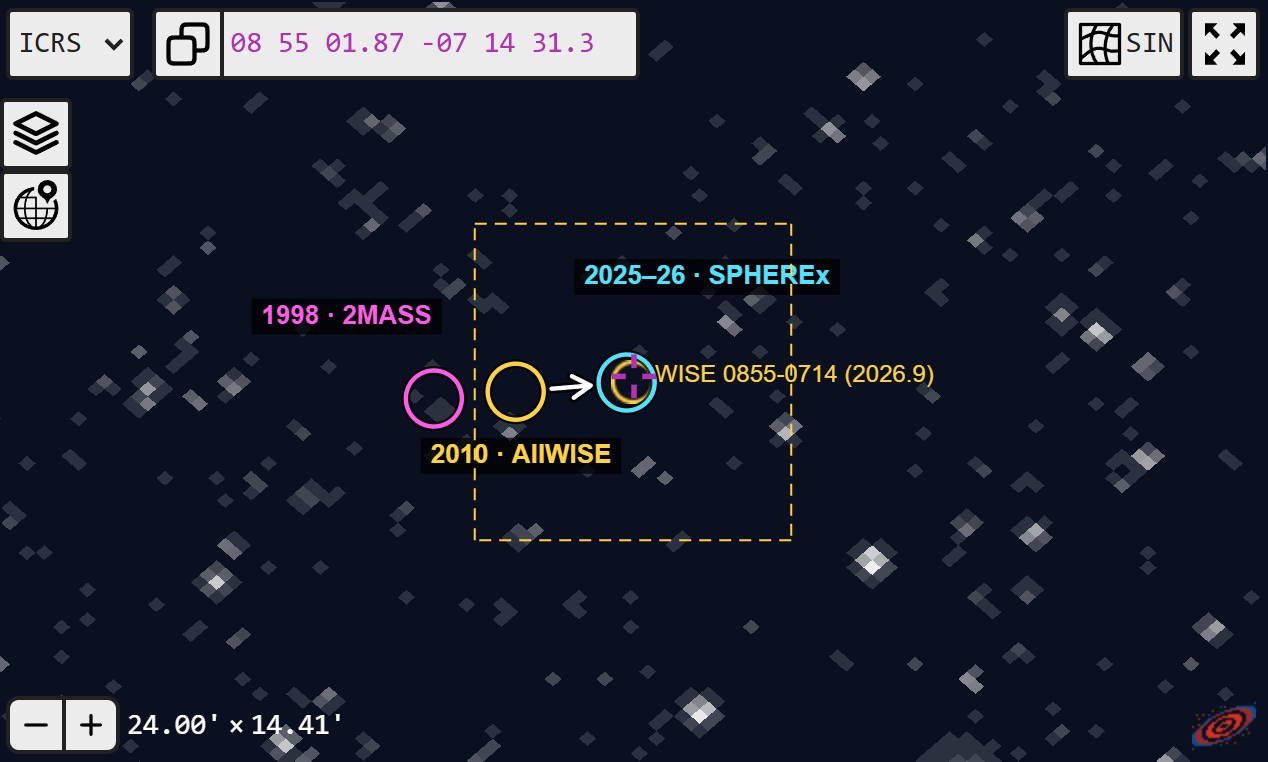 ICRS
08 55 01.87 -07 14 31.3
SIN
2025–26 · SPHEREx
1998 · 2MASS
WISE 0855-0714 (2026.9)
2010 · AllWISE
24.00' × 14.41'